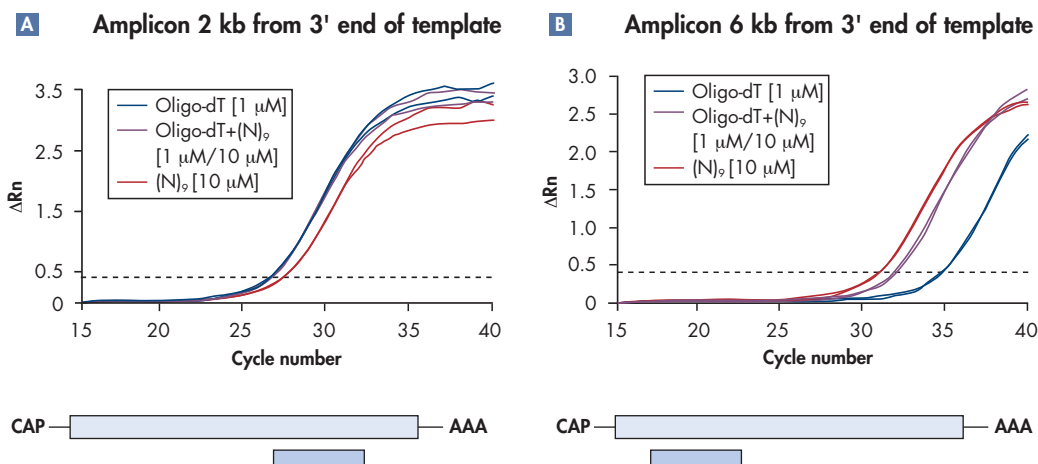 A Amplicon 2 kb from 3' end of template
3.5
2.5
1.5
0.5
0
ΔRn
Oligo-dT [1 µM]
Oligo-dT+(N)₉
[1 µM/10 µM]
(N)₉ [10 µM]
15 20 25 30 35 40
Cycle number
CAP AAA
B Amplicon 6 kb from 3' end of template
3.0
2.5
2.0
1.5
1.0
0.5
0
ΔRn
Oligo-dT [1 µM]
Oligo-dT+(N)₉
[1 µM/10 µM]
(N)₉ [10 µM]
15 20 25 30 35 40
Cycle number
CAP AAA